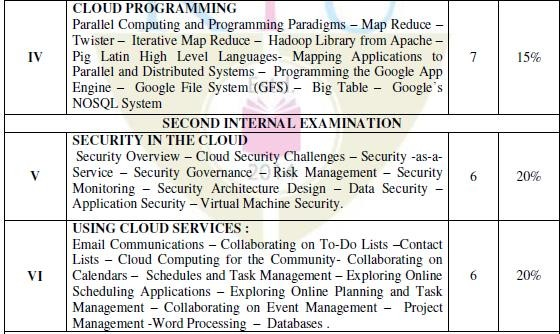 CLOUD PROGRAMMING
Parallel Computing and Programming Paradigms – Map Reduce –
Twister – Iterative Map Reduce – Hadoop Library from Apache –
Pig Latin High Level Languages- Mapping Applications to
Parallel and Distributed Systems – Programming the Google App
Engine – Google File System (GFS) – Big Table – Google's
NOSQL System
IV
7
15%
SECOND INTERNAL EXAMINATION
SECURITY IN THE CLOUD
Security Overview – Cloud Security Challenges – Security -as-a-
Service – Security Governance – Risk Management – Security
Monitoring – Security Architecture Design – Data Security –
Application Security – Virtual Machine Security.
V
6
20%
USING CLOUD SERVICES :
Email Communications – Collaborating on To-Do Lists –Contact
Lists – Cloud Computing for the Community- Collaborating on
Calendars – Schedules and Task Management – Exploring Online
Scheduling Applications – Exploring Online Planning and Task
Management – Collaborating on Event Management – Project
Management -Word Processing – Databases .
VI
6
20%